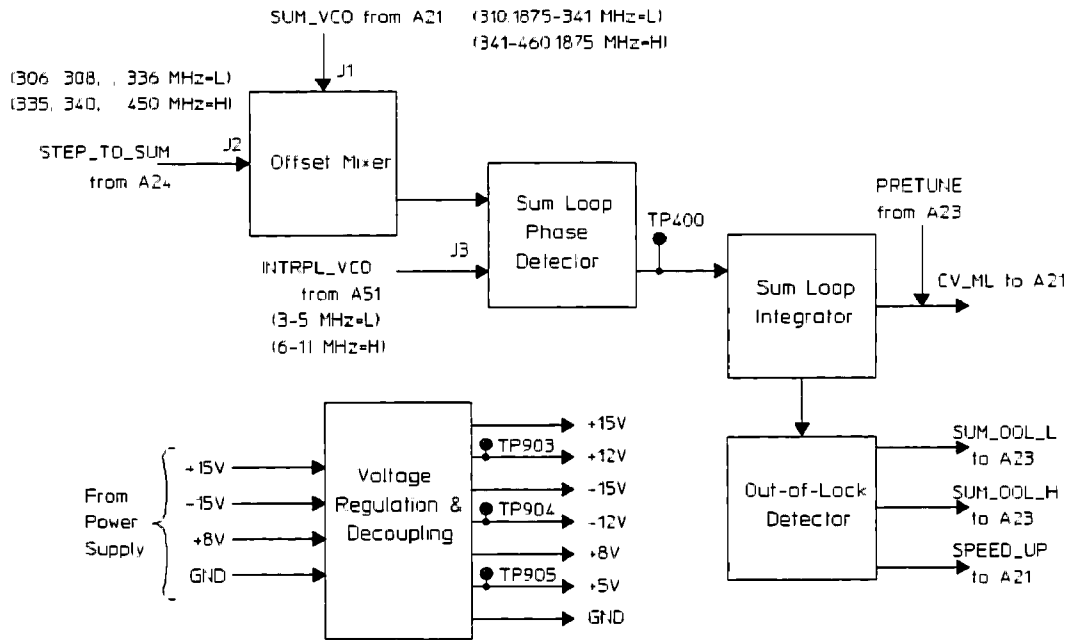 SUM_VCO from A21 (310.1875-341 MHz=L)
(341-460.1875 MHz=H)
(306, 308, , 336 MHz=L)
(335, 340, 450 MHz=H)
J1
J2
STEP_TO_SUM
from A24
Offset Mixer
INTRPL_VCO
from A51
(3-5 MHz=L)
(6-11 MHz=H)
J3
Sum Loop
Phase
Detector
TP400
Sum Loop
Integrator
PRETUNE
from A23
CV_ML to A21
Out-of-Lock
Detector
SUM_OOL_L
to A23
SUM_OOL_H
to A23
SPEED_UP
to A21
From
Power
Supply
+15V
-15V
+8V
GND
Voltage
Regulation &
Decoupling
+15V
TP903
+12V
-15V
TP904
-12V
+8V
TP905
+5V
GND